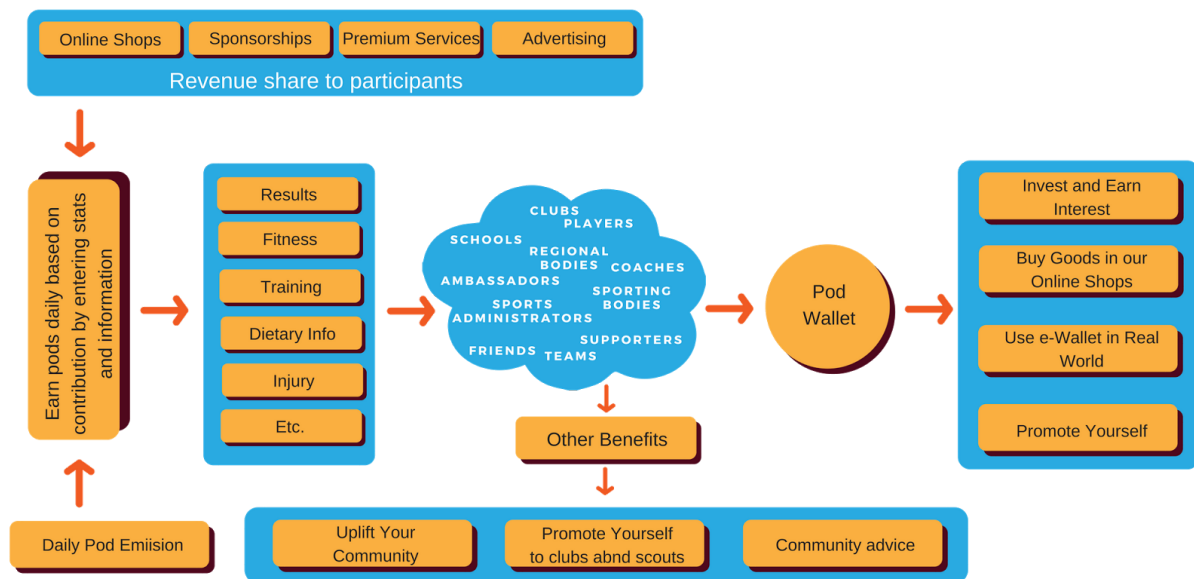 Online Shops
Sponsorships
Premium Services
Advertising
Revenue share to participants
Earn pods daily based on
contribution by entering stats
and information
Daily Pod Emiision
Results
Fitness
Training
Dietary Info
Injury
Etc.
CLUBS
PLAYERS
SCHOOLS
REGIONAL
BODIES
COACHES
AMBASSADORS
SPORTING
BODIES
SPORTS
ADMINISTRATORS
SUPPORTERS
FRIENDS
TEAMS
Other Benefits
Uplift Your
Community
Promote Yourself
to clubs abnd scouts
Community advice
Pod
Wallet
Invest and Earn
Interest
Buy Goods in our
Online Shops
Use e-Wallet in Real
World
Promote Yourself